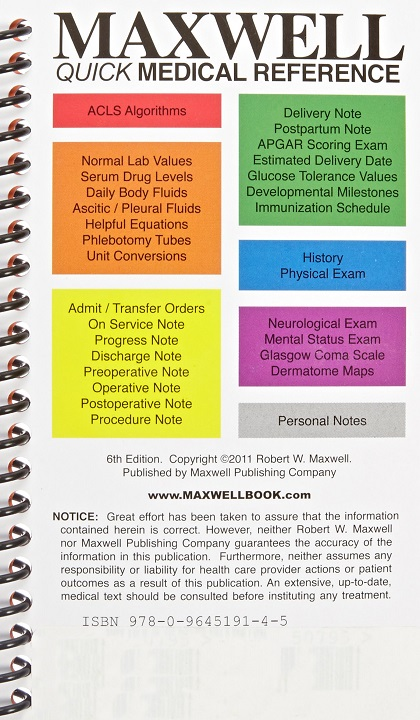 MAXWELL
QUICK MEDICAL REFERENCE
ACLS Algorithms
Normal Lab Values
Serum Drug Levels
Daily Body Fluids
Ascitic / Pleural Fluids
Helpful Equations
Phlebotomy Tubes
Unit Conversions
Admit / Transfer Orders
On Service Note
Progress Note
Discharge Note
Preoperative Note
Operative Note
Postoperative Note
Procedure Note
Delivery Note
Postpartum Note
APGAR Scoring Exam
Estimated Delivery Date
Glucose Tolerance Values
Developmental Milestones
Immunization Schedule
History
Physical Exam
Neurological Exam
Mental Status Exam
Glasgow Coma Scale
Dermatome Maps
Personal Notes
6th Edition. Copyright ©2011 Robert W. Maxwell.
Published by Maxwell Publishing Company
www.MAXWELLBOOK.com
NOTICE: Great effort has been taken to assure that the information
contained herein is correct. However, neither Robert W. Maxwell
nor Maxwell Publishing Company guarantees the accuracy of the
information in this publication. Furthermore, neither assumes any
responsibility or liability for health care provider actions or patient
outcomes as a result of this publication. An extensive, up-to-date,
medical text should be consulted before instituting any treatment.
ISBN 978-0-9645191-4-5